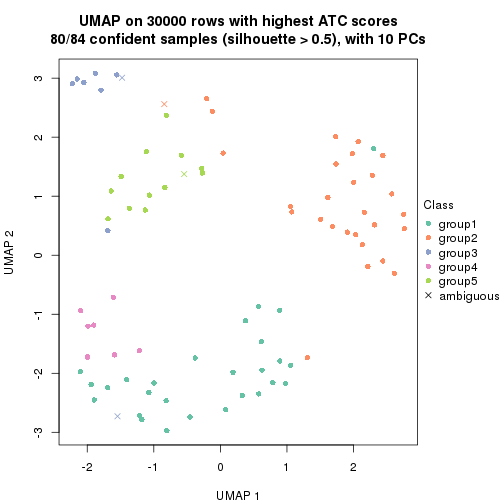 UMAP on 30000 rows with highest ATC scores
80/84 confident samples (silhouette > 0.5), with 10 PCs
3
2
1
0
-1
-2
-3
UMAP 2
-2
-1
0
1
2
UMAP 1
Class
group1
group2
group3
group4
group5
ambiguous